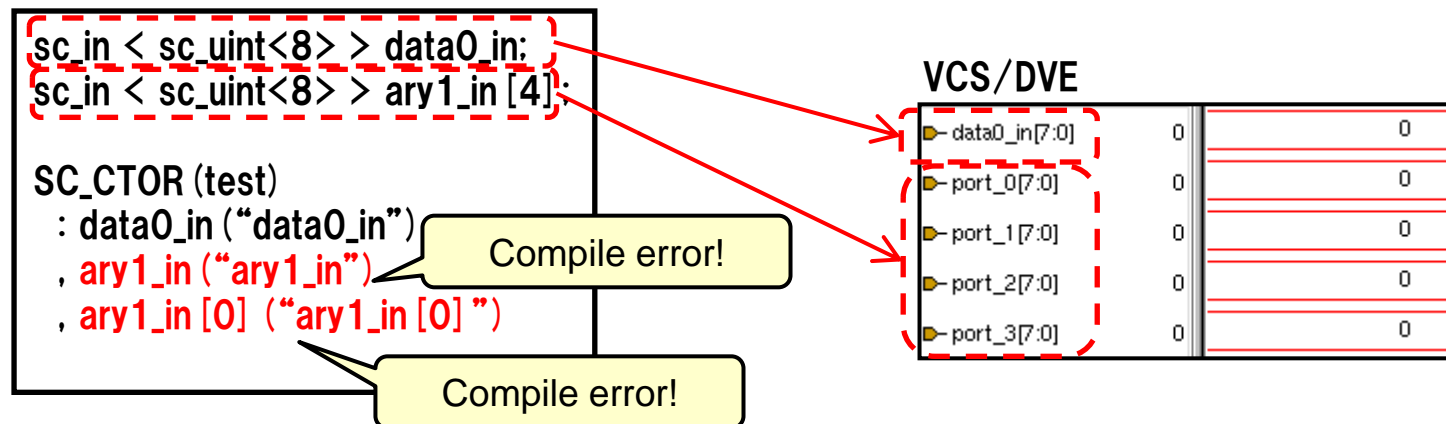 sc_in < sc_uint<8> > data0_in;
sc_in < sc_uint<8> > ary1_in[4];
SC_CTOR(test)
: data0_in(“data0_in”)
, ary1_in(“ary1_in”)
, ary1_in[0] (“ary1_in[0]”)
Compile error!
Compile error!
VCS/DVE
data0_in[7:0] 0 0
port_0[7:0] 0 0
port_1[7:0] 0 0
port_2[7:0] 0 0
port_3[7:0] 0 0